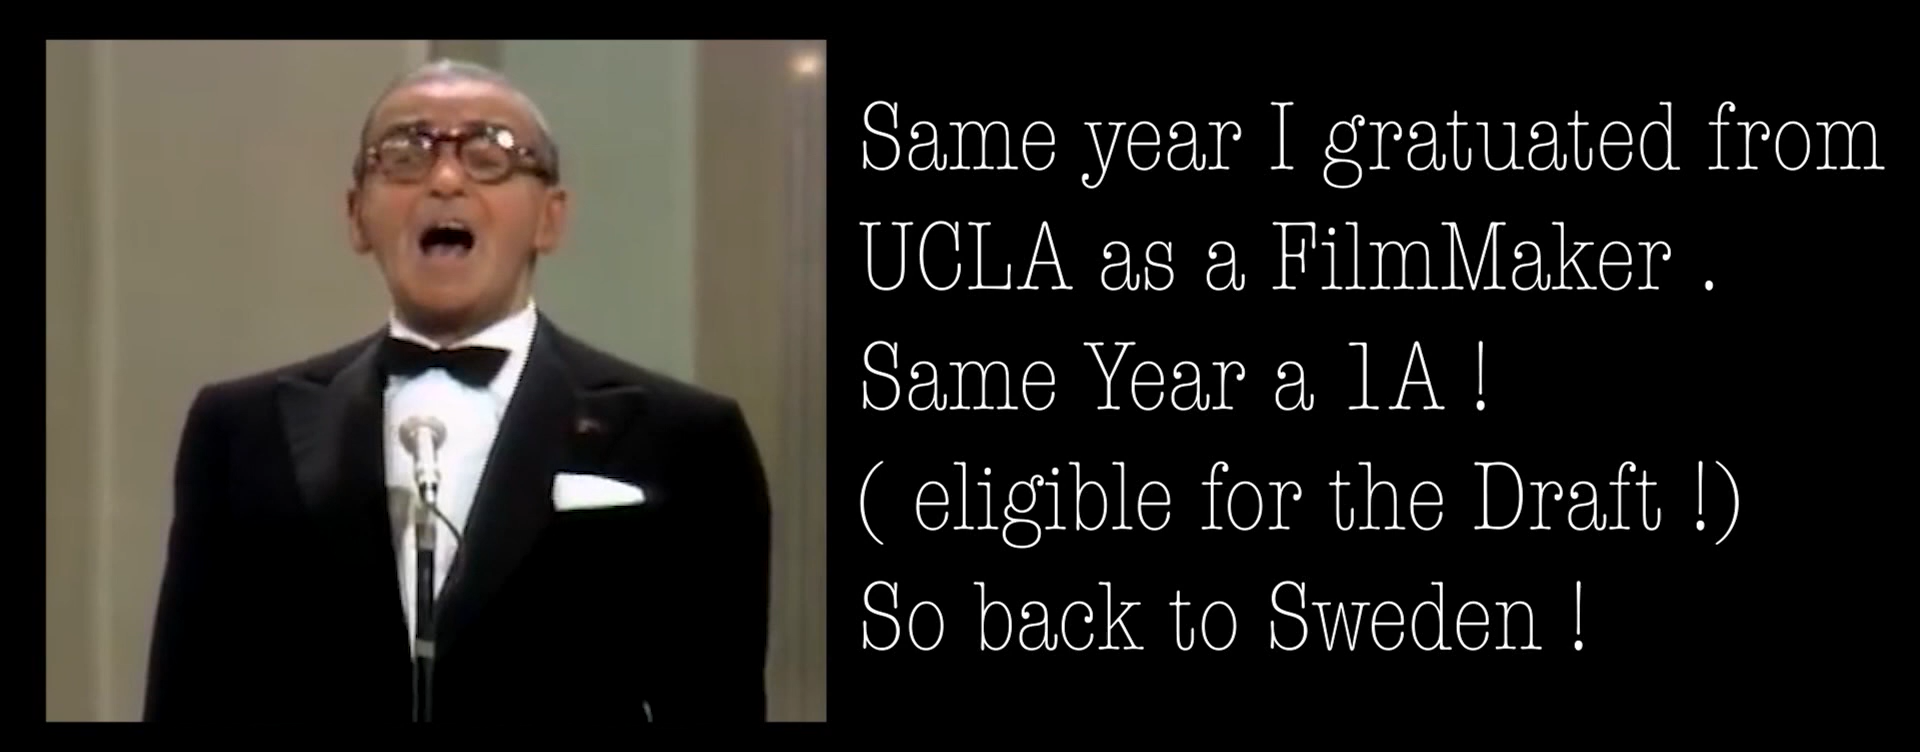 Same year I gratuated from
UCLA as a FilmMaker .
Same Year a 1A !
( eligible for the Draft !)
So back to Sweden !